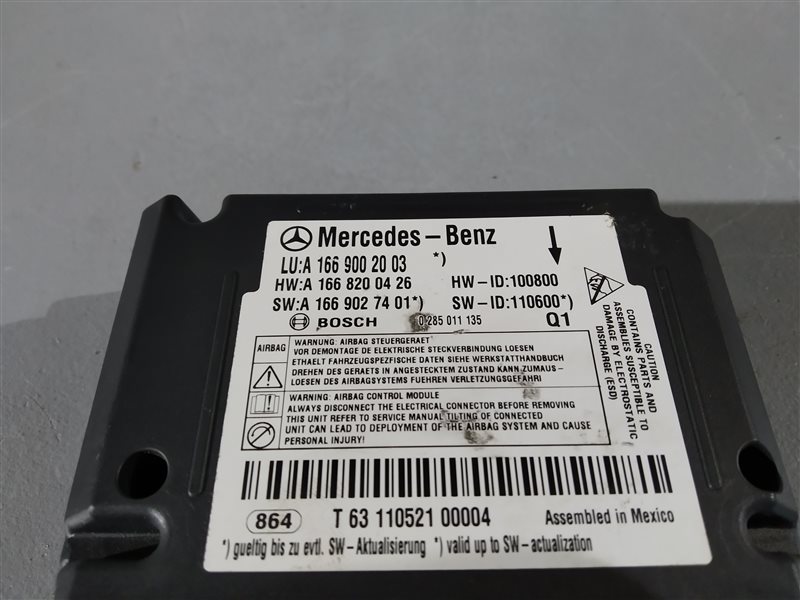 Mercedes-Benz
LU:A 166 900 20 03 *)
HW:A 166 820 04 26 HW-ID:100800
SW:A 166 902 74 01*) SW-ID:110600*)
BOSCH 0 285 011 135 Q1
AIRBAG
WARNUNG: AIRBAG STEUERGERAET
VOR DEMONTAGE DE ELEKTRISCHE STECKVERBINDUNG LOESEN
ETHAELT FAHRZEUGSPEZIFISCHE DATEN SIEHE WERKSTATTHANDBUCH
DREHEN DES GERAETS IN ANGESTECKTEM ZUSTAND KANN ZUMAUS-
LOESEN DES AIRBAGSYSTEMS FUEHREN VERLETZUNGSGEFAHR!
WARNING: AIRBAG CONTROL MODULE
ALWAYS DISCONNECT THE ELECTRICAL CONNECTOR BEFORE REMOVING
THIS UNIT REFER TO SERVICE MANUAL TILTING OF CONNECTED
UNIT CAN LEAD TO DEPLOYMENT OF THE AIRBAG SYSTEM AND CAUSE
PERSONAL INJURY!
CAUTION
CONTAINS PARTS AND
ASSEMBLIES SUSCEPTIBLE TO
DAMAGE BY ELECTROSTATIC
DISCHARGE (ESD)
864 T 63 110521 00004 Assembled in Mexico
*) gueltig bis zu evtl. SW-Aktualisierung *) valid up to SW-actualization